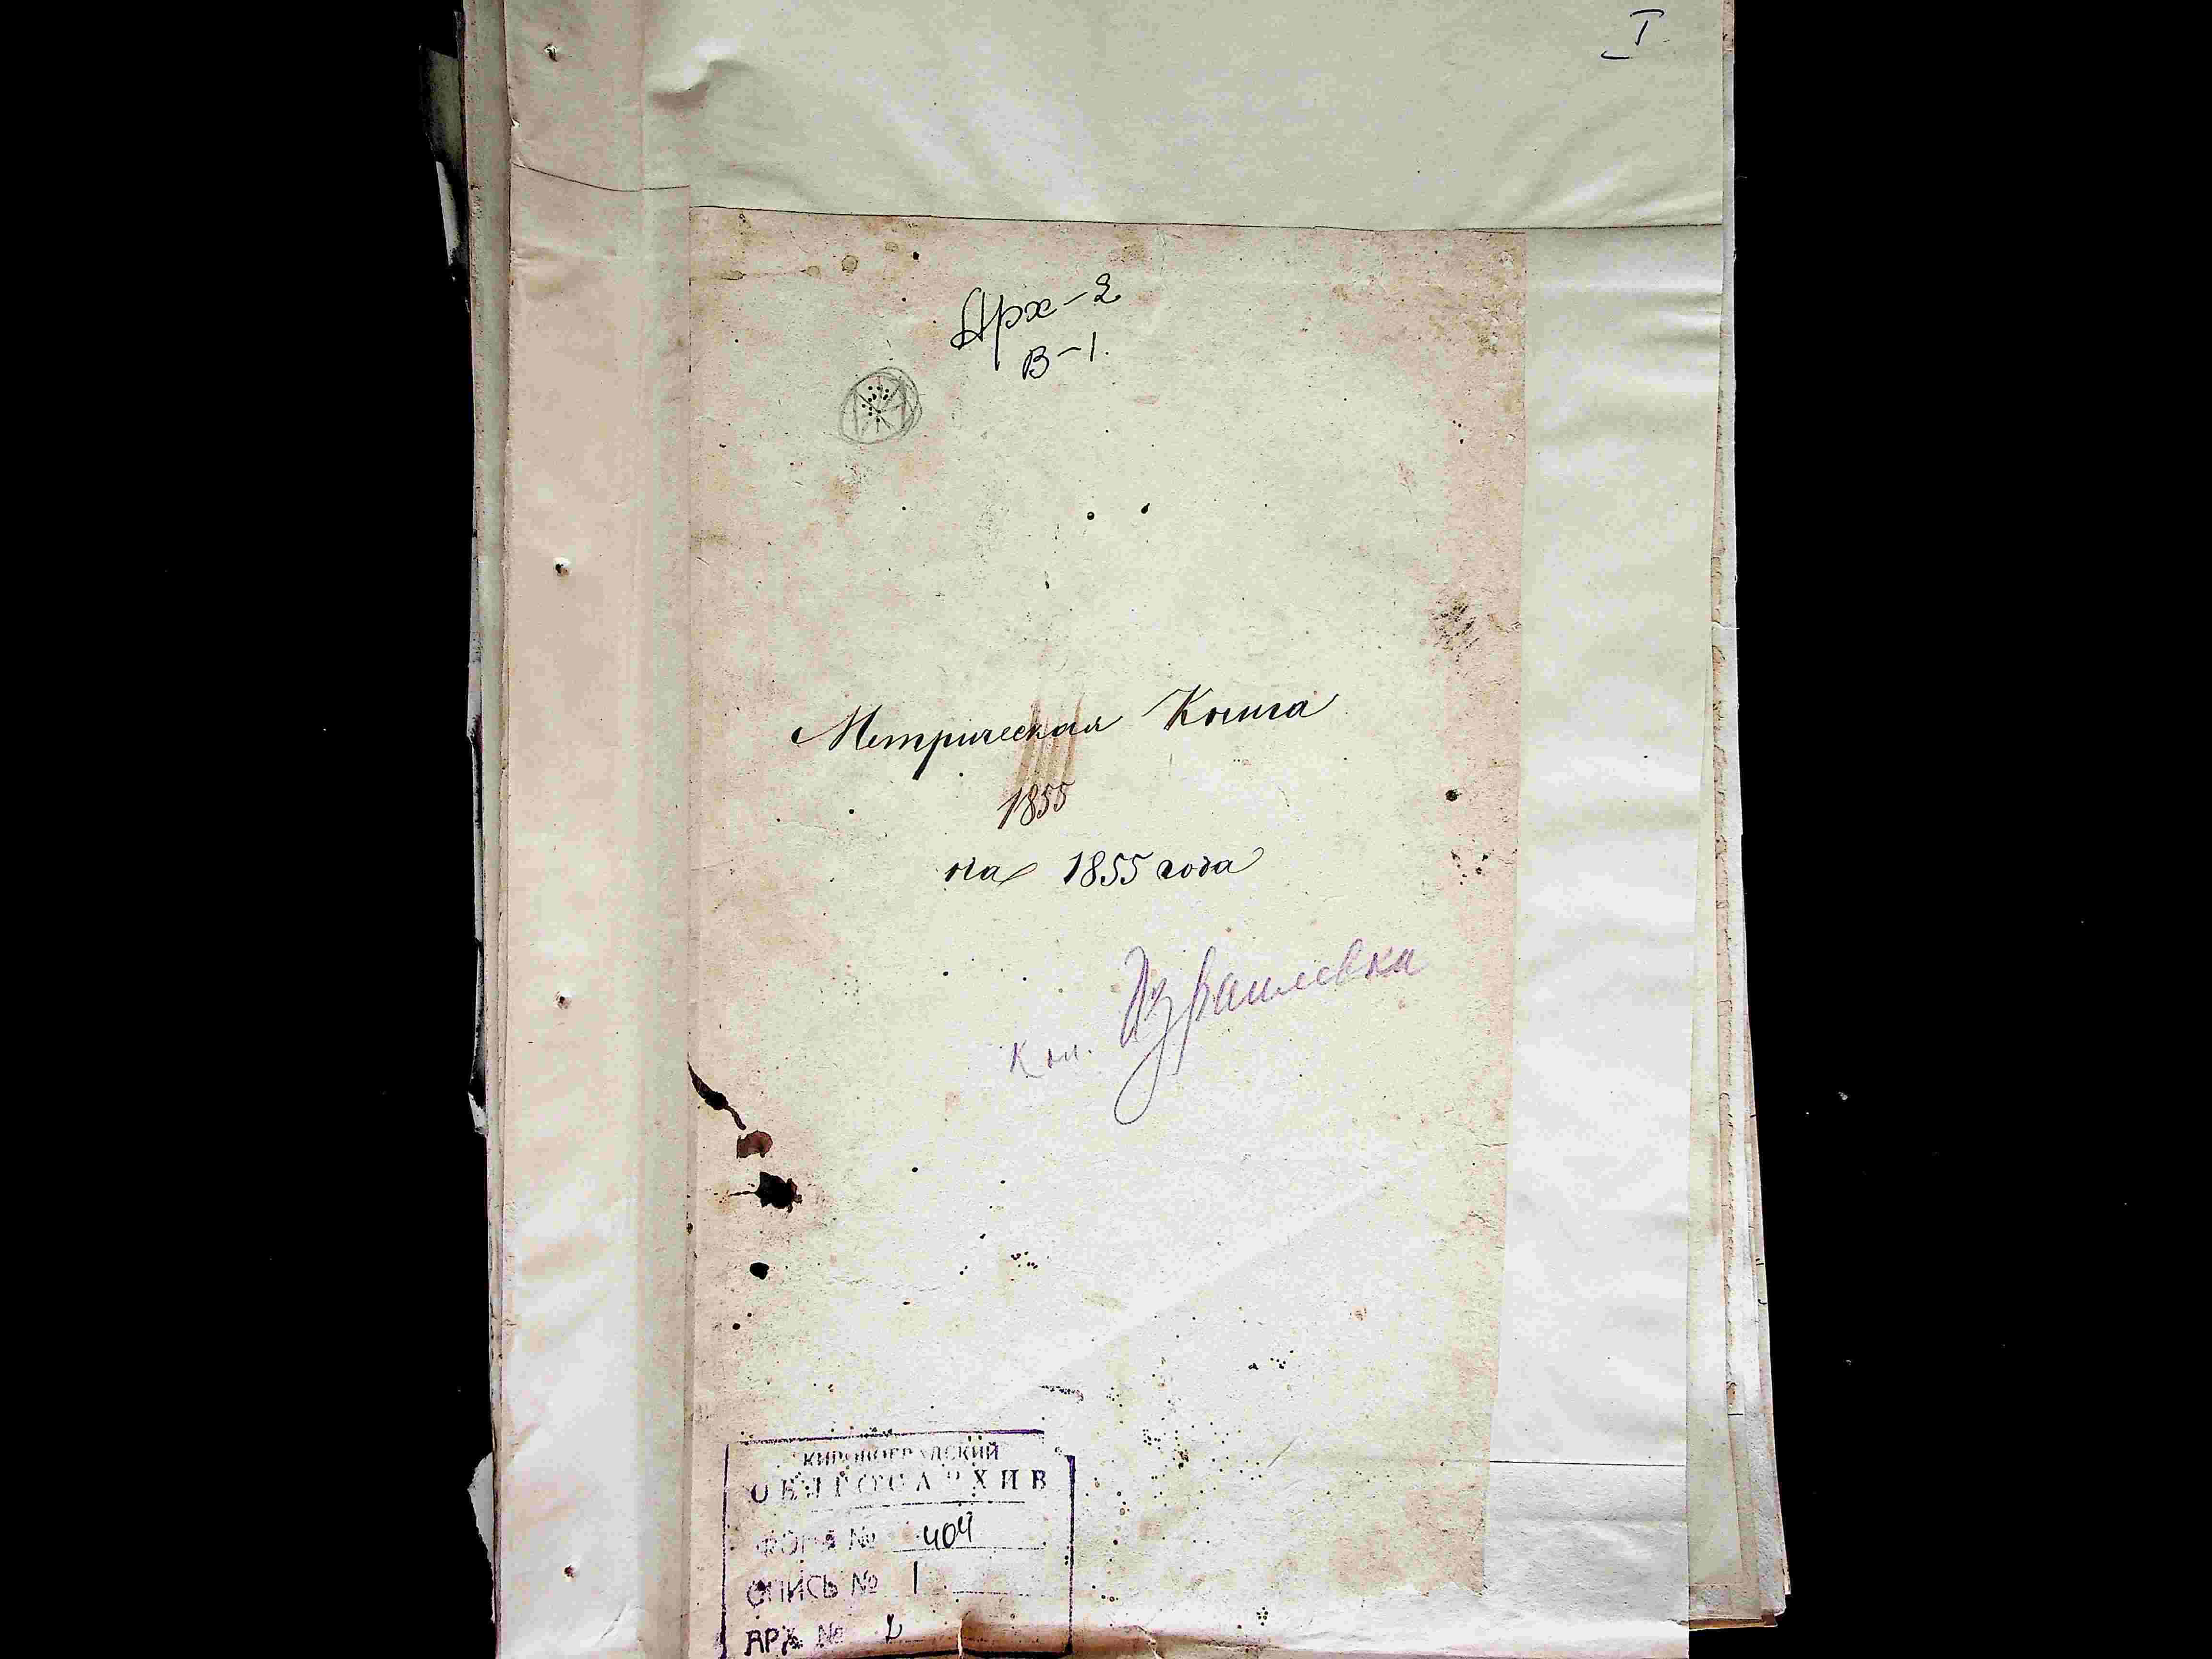 I
Арх-2
В-1.
Метрическая Книга
1855
на 1855 года
Кол. Израилевка
КИРОВОГРАДСКИЙ
ОБЛГОСАРХИВ
ФОНД № 404
ОПИСЬ № 1
АРХ № 2